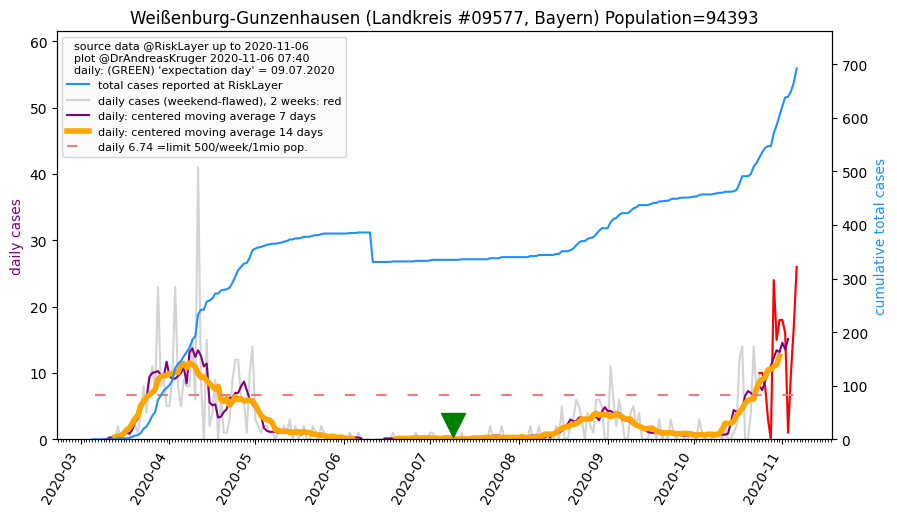 Weißenburg-Gunzenhausen (Landkreis #09577, Bayern) Population=94393
source data @RiskLayer up to 2020-11-06
plot @DrAndreasKruger 2020-11-06 07:40
daily: (GREEN) 'expectation day' = 09.07.2020
total cases reported at RiskLayer
daily cases (weekend-flawed), 2 weeks: red
daily: centered moving average 7 days
daily: centered moving average 14 days
daily 6.74 =limit 500/week/1mio pop.
daily cases
60
50
40
30
20
10
0
cumulative total cases
700
600
500
400
300
200
100
0
2020-03
2020-04
2020-05
2020-06
2020-07
2020-08
2020-09
2020-10
2020-11